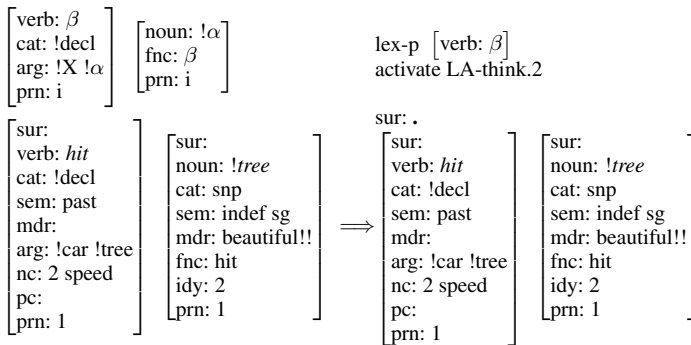 verb: β
cat: !decl
arg: !X !α
prn: i
noun: !α
fnc: β
prn: i
lex-p [verb: β]
activate LA-think.2
sur:
verb: hit
cat: !decl
sem: past
mdr:
arg: !car !tree
nc: 2 speed
pc:
prn: 1
sur:
noun: !tree
cat: snp
sem: indef sg
mdr: beautiful!!
fnc: hit
idy: 2
prn: 1
⟹
sur: .
sur:
verb: hit
cat: !decl
sem: past
mdr:
arg: !car !tree
nc: 2 speed
pc:
prn: 1
sur:
noun: !tree
cat: snp
sem: indef sg
mdr: beautiful!!
fnc: hit
idy: 2
prn: 1